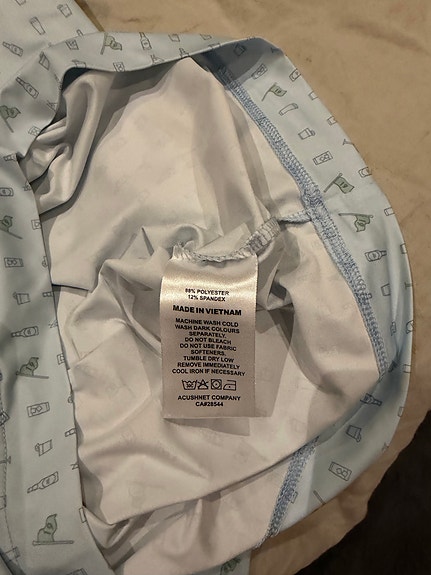 88% POLYESTER
12% SPANDEX
MADE IN VIETNAM
MACHINE WASH COLD
WASH DARK COLOURS
SEPARATELY.
DO NOT BLEACH
DO NOT USE FABRIC
SOFTENERS.
TUMBLE DRY LOW
REMOVE IMMEDIATELY
COOL IRON IF NECESSARY
ACUSHNET COMPANY
CA#28544